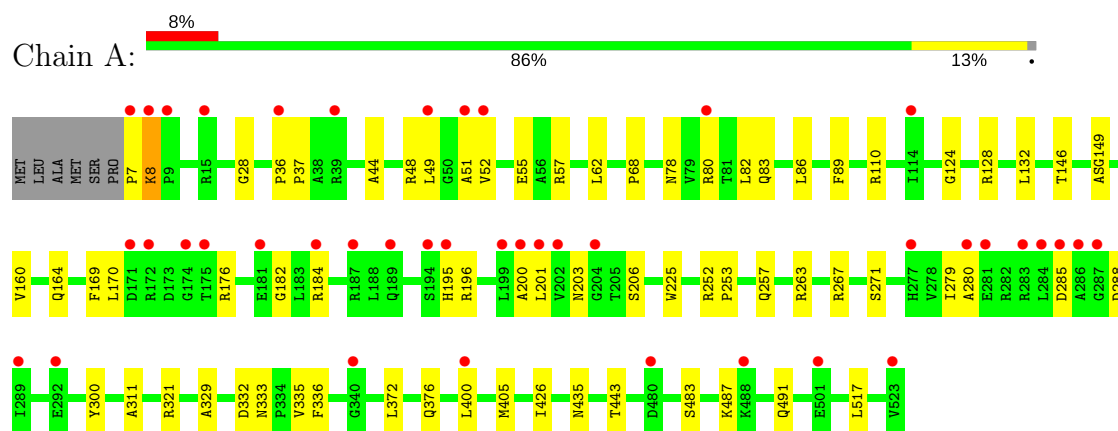 8%
Chain A:
86% 13%
MET LEU ALA MET SER PRO P7 K8 P9 R15 G28 P36 P37 A38 R39 A44 R48 L49 G50 A51 V52 E55 A56 R57 L62 P68 N78 V79 R80 T81 L82 Q83 L86 F89 R110 I114 G124 R128 L132 T146 ASG149
V160 Q164 F169 L170 D171 R172 D173 G174 T175 R176 E181 G182 L183 R184 R187 L188 Q189 S194 H195 R196 L199 A200 L201 V202 N203 G204 T205 S206 W225 R252 P253 Q257 R263 R267 S271 H277 V278 I279 A280 E281 R282 R283 L284 D285 A286 G287
I289 E292 Y300 A311 R321 A329 D332 N333 P334 V335 F336 G340 L372 Q376 L400 M405 I426 N435 T443 D480 S483 K487 K488 Q491 E501 L517 V523